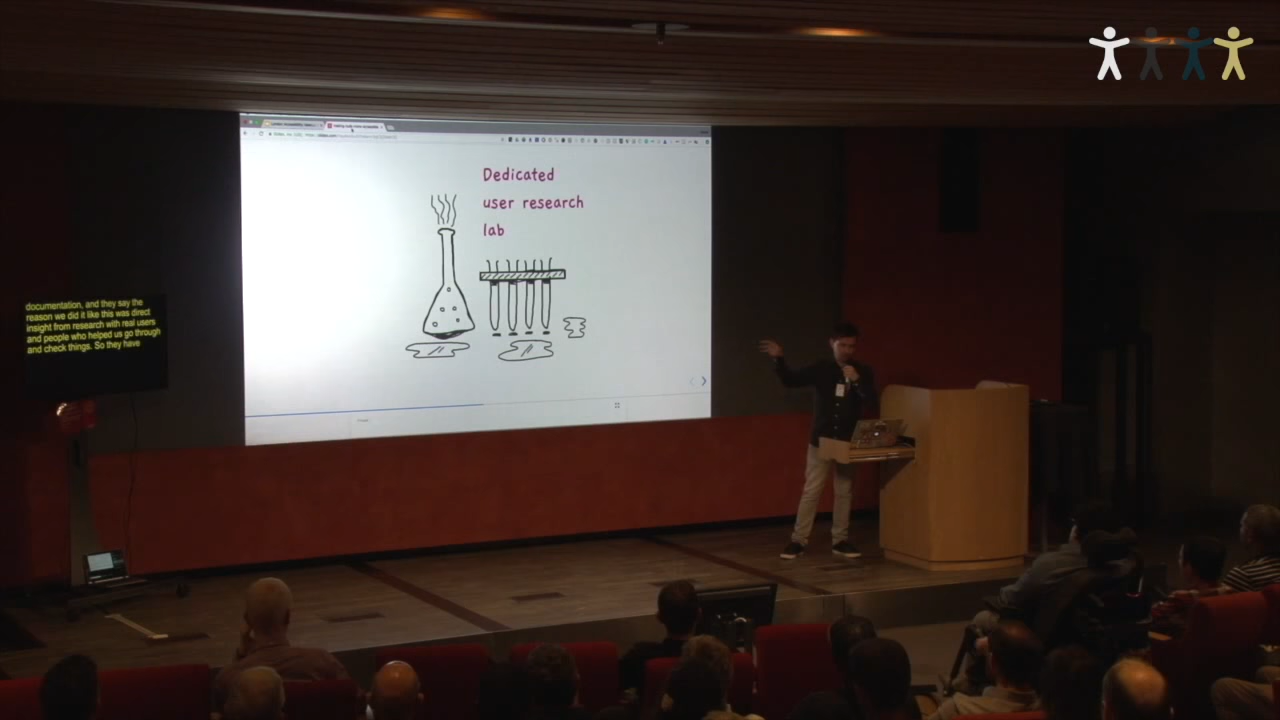 Dedicated
user research
lab
documentation, and they say the
reason we did it like this was direct
insight from research with real users
and people who helped us go through
and check things. So they have